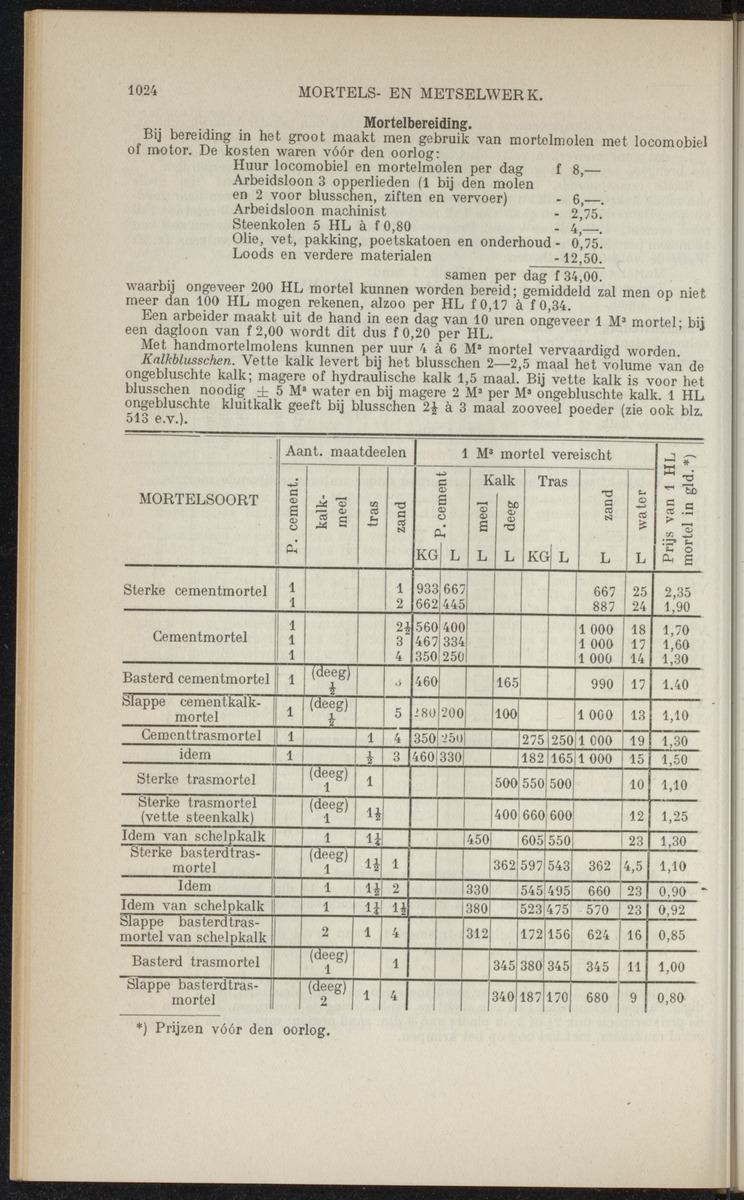 1024 MORTELS- EN METSELWERK.
Mortelbereiding.
Bij bereiding in het groot maakt men gebruik van mortelmolen met locomobiel
of motor. De kosten waren vóór den oorlog:
Huur locomobiel en mortelmolen per dag f 8,—
Arbeidsloon 3 opperlieden (1 bij den molen
en 2 voor blusschen, ziften en vervoer) - 6,—.
Arbeidsloon machinist - 2,75.
Steenkolen 5 HL à f 0,80 - 4,—.
Olie, vet, pakking, poetskatoen en onderhoud - 0,75.
Loods en verdere materialen - 12,50.
samen per dag f 34,00.
waarbij ongeveer 200 HL mortel kunnen worden bereid; gemiddeld zal men op niet
meer dan 100 HL mogen rekenen, alzoo per HL f 0,17 à f 0,34.
Een arbeider maakt uit de hand in een dag van 10 uren ongeveer 1 M³ mortel; bij
een dagloon van f 2,00 wordt dit dus f 0,20 per HL.
Met handmortelmolens kunnen per uur 4 à 6 M³ mortel vervaardigd worden.
Kalkblusschen. Vette kalk levert bij het blusschen 2—2,5 maal het volume van de
ongebluschte kalk; magere of hydraulische kalk 1,5 maal. Bij vette kalk is voor het
blusschen noodig ± 5 M³ water en bij magere 2 M³ per M³ ongebluschte kalk. 1 HL
ongebluschte kluitkalk geeft bij blusschen 2½ à 3 maal zooveel poeder (zie ook blz.
513 e.v.).
MORTELSOORT Aant. maatdeelen 1 M³ mortel vereischt Prijs van 1 HL mortel in gld.*)
P. cement. kalk-meel tras zand P. cement Kalk Tras zand water
meel deeg
KG L L L KG L L L
Sterke cementmortel 1 1 933 667 667 25 2,35
1 2 662 445 887 24 1,90
1 2½ 560 400 1 000 18 1,70
Cementmortel 1 3 467 334 1 000 17 1,60
1 4 350 250 1 000 14 1,30
Basterd cementmortel 1 (deeg) ½ 460 165 990 17 1.40
Slappe cementkalk-
mortel 1 (deeg) ½ 5 280 200 100 1 000 13 1,10
Cementtrasmortel 1 1 4 350 250 275 250 1 000 19 1,30
idem 1 ½ 3 460 330 182 165 1 000 15 1,50
Sterke trasmortel (deeg) 1 1 500 550 500 10 1,10
Sterke trasmortel
(vette steenkalk) (deeg) 1 1½ 400 660 600 12 1,25
Idem van schelpkalk 1 1¼ 450 605 550 23 1,30
Sterke basterdtras-
mortel (deeg) 1 1½ 1 362 597 543 362 4,5 1,10
Idem 1 1½ 2 330 545 495 660 23 0,90
Idem van schelpkalk 1 1¼ 1½ 380 523 475 570 23 0,92
Slappe basterdtras-
mortel van schelpkalk 2 1 4 312 172 156 624 16 0,85
Basterd trasmortel (deeg) 1 1 345 380 345 345 11 1,00
Slappe basterdtras-
mortel (deeg) 2 1 4 340 187 170 680 9 0,80
*) Prijzen vóór den oorlog.